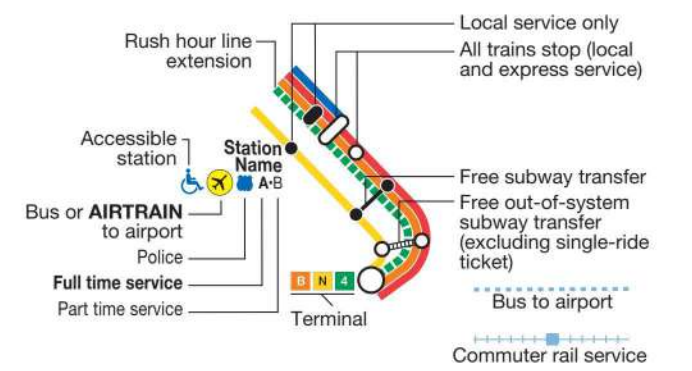 Local service only
Rush hour line
extension
All trains stop (local
and express service)
Accessible
station
Station
Name
A•B
Bus or AIRTRAIN
to airport
Police
Full time service
Part time service
Free subway transfer
Free out-of-system
subway transfer
(excluding single-ride
ticket)
B N 4
Terminal
Bus to airport
Commuter rail service